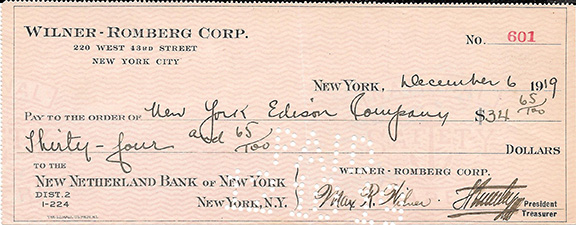 WILNER-ROMBERG CORP.
220 WEST 43RD STREET
NEW YORK CITY
No. 601
NEW YORK, December 6 1919
PAY TO THE ORDER OF New York Edison Company $34 65/100
Thirty-four and 65/100 DOLLARS
PAID
TO THE
NEW NETHERLAND BANK OF NEW YORK
DIST. 2
1-224
NEW YORK, N.Y.
WILNER-ROMBERG CORP.
Max R. Wilner
President
Treasurer